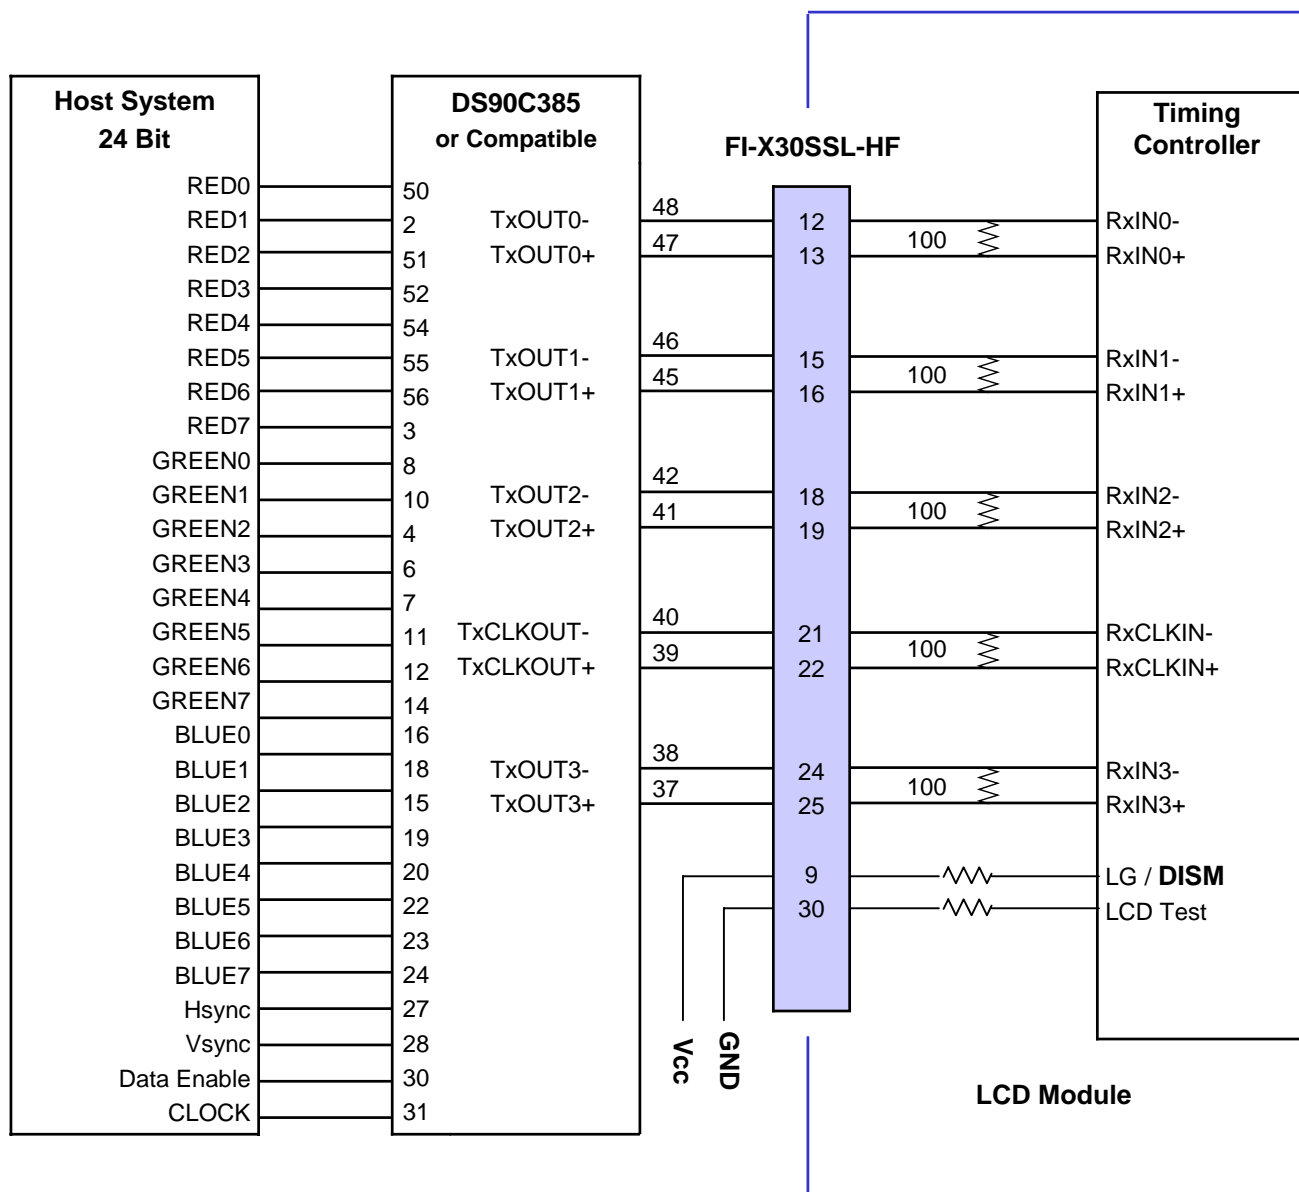 Host System
24 Bit
RED0
RED1
RED2
RED3
RED4
RED5
RED6
RED7
GREEN0
GREEN1
GREEN2
GREEN3
GREEN4
GREEN5
GREEN6
GREEN7
BLUE0
BLUE1
BLUE2
BLUE3
BLUE4
BLUE5
BLUE6
BLUE7
Hsync
Vsync
Data Enable
CLOCK
DS90C385
or Compatible
50
2
51
52
54
55
56
3
8
10
4
6
7
11
12
14
16
18
15
19
20
22
23
24
27
28
30
31
TxOUT0-
TxOUT0+
TxOUT1-
TxOUT1+
TxOUT2-
TxOUT2+
TxCLKOUT-
TxCLKOUT+
TxOUT3-
TxOUT3+
48
47
46
45
42
41
40
39
38
37
Vcc
GND
FI-X30SSL-HF
12
13
15
16
18
19
21
22
24
25
9
30
100
100
100
100
100
Timing
Controller
RxIN0-
RxIN0+
RxIN1-
RxIN1+
RxIN2-
RxIN2+
RxCLKIN-
RxCLKIN+
RxIN3-
RxIN3+
LG / DISM
LCD Test
LCD Module